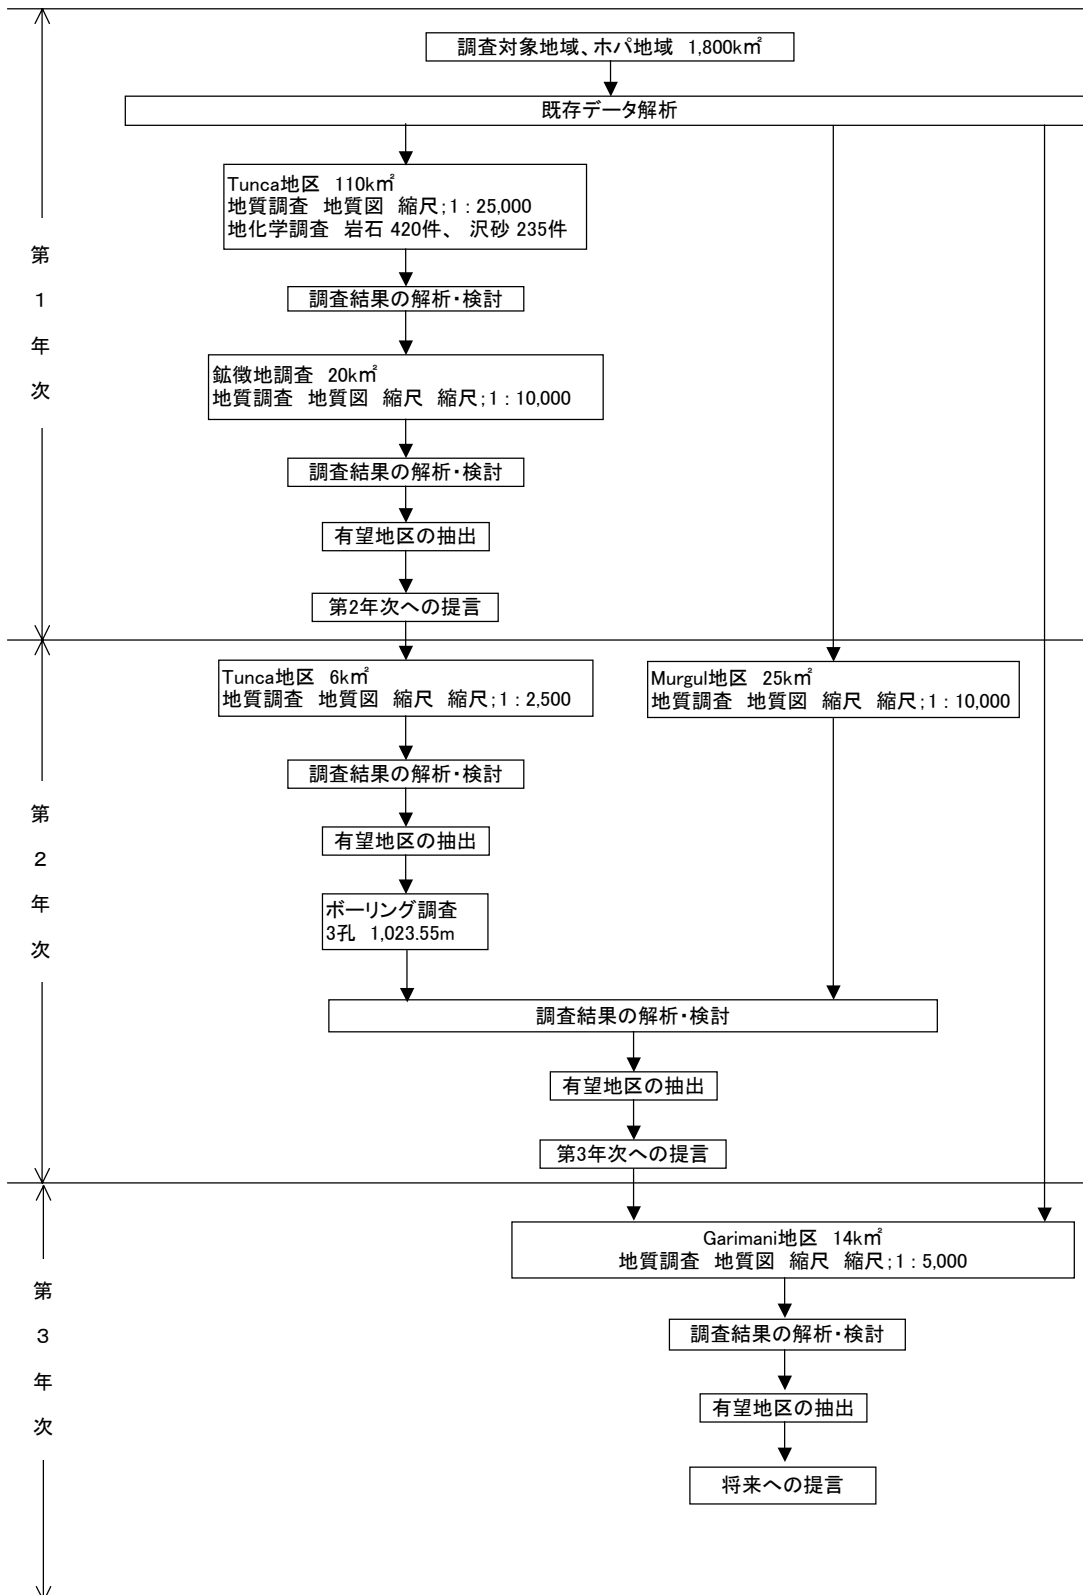 調査対象地域、ホパ地域 1,800k㎡
既存データ解析
Tunca地区 110k㎡
地質調査 地質図 縮尺;1：25,000
地化学調査 岩石 420件、 沢砂 235件
調査結果の解析・検討
鉱徴地調査 20k㎡
地質調査 地質図 縮尺 縮尺;1：10,000
調査結果の解析・検討
有望地区の抽出
第2年次への提言
第
1
年
次
Tunca地区 6k㎡
地質調査 地質図 縮尺 縮尺;1：2,500
Murgul地区 25k㎡
地質調査 地質図 縮尺 縮尺;1：10,000
調査結果の解析・検討
有望地区の抽出
ボーリング調査
3孔 1,023.55m
調査結果の解析・検討
有望地区の抽出
第3年次への提言
第
2
年
次
Garimani地区 14k㎡
地質調査 地質図 縮尺 縮尺;1：5,000
調査結果の解析・検討
有望地区の抽出
将来への提言
第
3
年
次